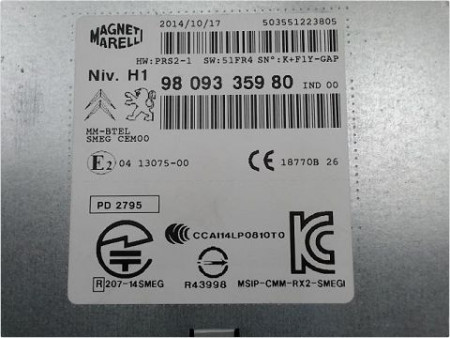 MAGNETI
MARELLI
2014/10/17 503551223805
HW:PRS2-1 SW:51FR4 SN°:K+F1Y-GAP
Niv. H1 98 093 359 80 IND 00
MM-BTEL
SMEG CEM00
E2 04 13075-00 CE 18770B 26
PD 2795
CCAI14LP0810T0
R 207-14SMEG R43998 MSIP-CMM-RX2-SMEGI